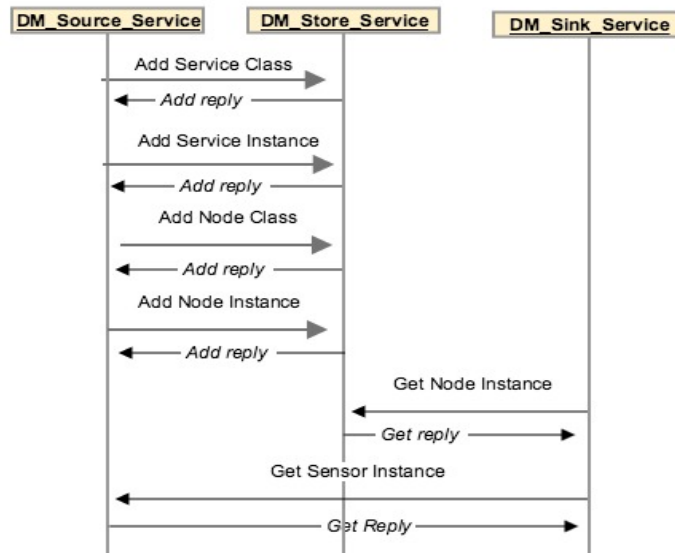 DM_Source_Service
DM_Store_Service
DM_Sink_Service
Add Service Class
Add reply
Add Service Instance
Add reply
Add Node Class
Add reply
Add Node Instance
Add reply
Get Node Instance
Get reply
Get Sensor Instance
Get Reply